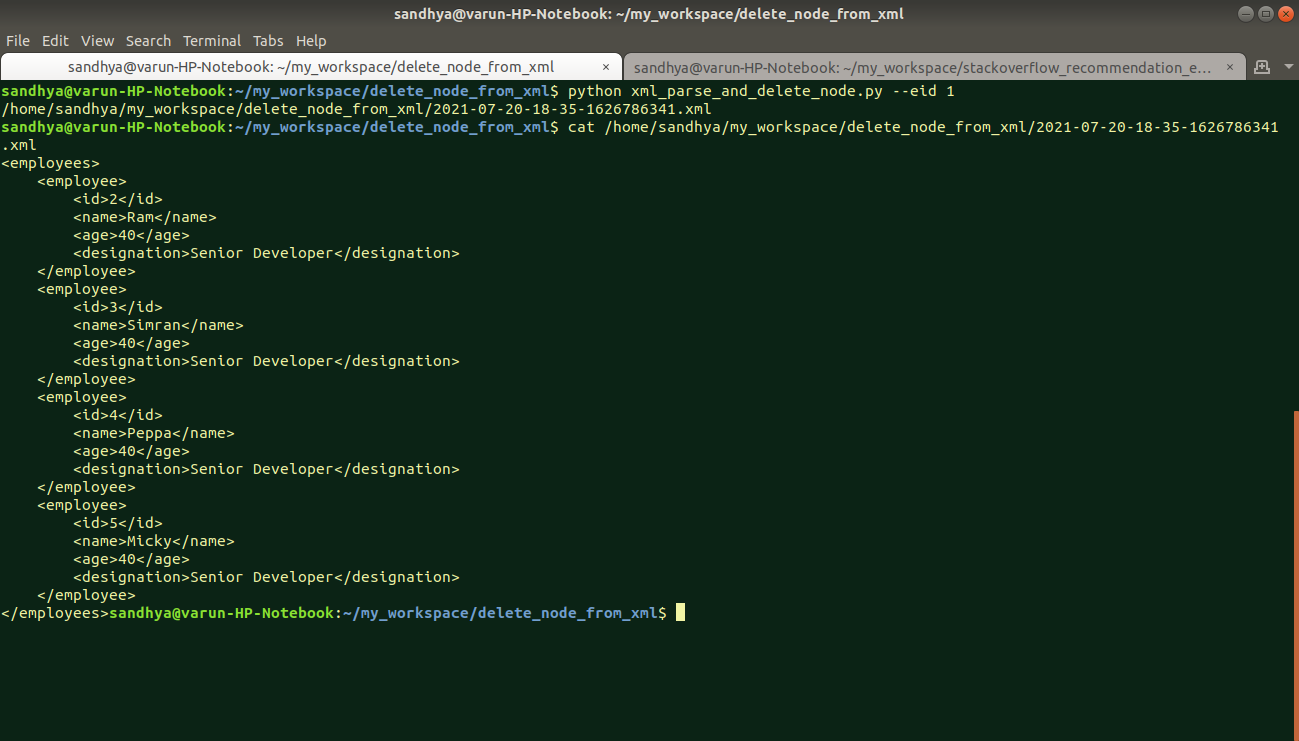 sandhya@varun-HP-Notebook: ~/my_workspace/delete_node_from_xml
File Edit View Search Terminal Tabs Help
sandhya@varun-HP-Notebook: ~/my_workspace/delete_node_from_xml × sandhya@varun-HP-Notebook: ~/my_workspace/stackoverflow_recommendation_e... ×
sandhya@varun-HP-Notebook:~/my_workspace/delete_node_from_xml$ python xml_parse_and_delete_node.py --eid 1
/home/sandhya/my_workspace/delete_node_from_xml/2021-07-20-18-35-1626786341.xml
sandhya@varun-HP-Notebook:~/my_workspace/delete_node_from_xml$ cat /home/sandhya/my_workspace/delete_node_from_xml/2021-07-20-18-35-1626786341
.xml
<employees>
    <employee>
        <id>2</id>
        <name>Ram</name>
        <age>40</age>
        <designation>Senior Developer</designation>
    </employee>
    <employee>
        <id>3</id>
        <name>Simran</name>
        <age>40</age>
        <designation>Senior Developer</designation>
    </employee>
    <employee>
        <id>4</id>
        <name>Peppa</name>
        <age>40</age>
        <designation>Senior Developer</designation>
    </employee>
    <employee>
        <id>5</id>
        <name>Micky</name>
        <age>40</age>
        <designation>Senior Developer</designation>
    </employee>
</employees>sandhya@varun-HP-Notebook:~/my_workspace/delete_node_from_xml$